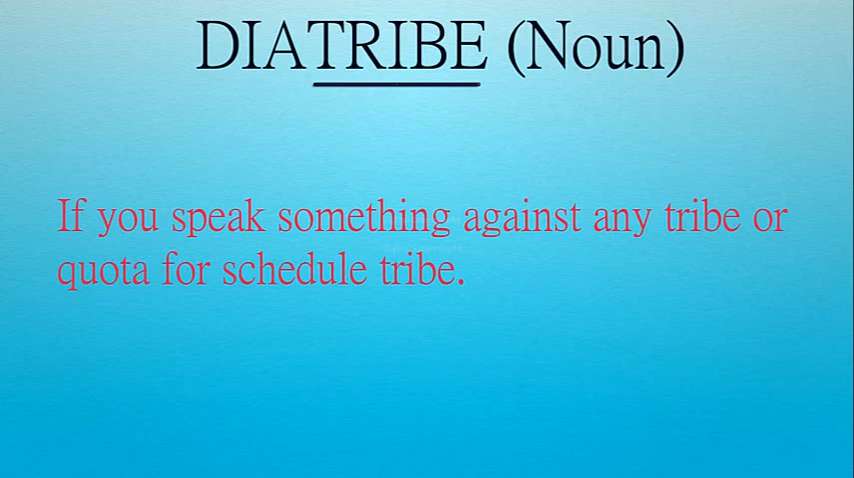 DIATRIBE (Noun)
If you speak something against any tribe or
quota for schedule tribe.